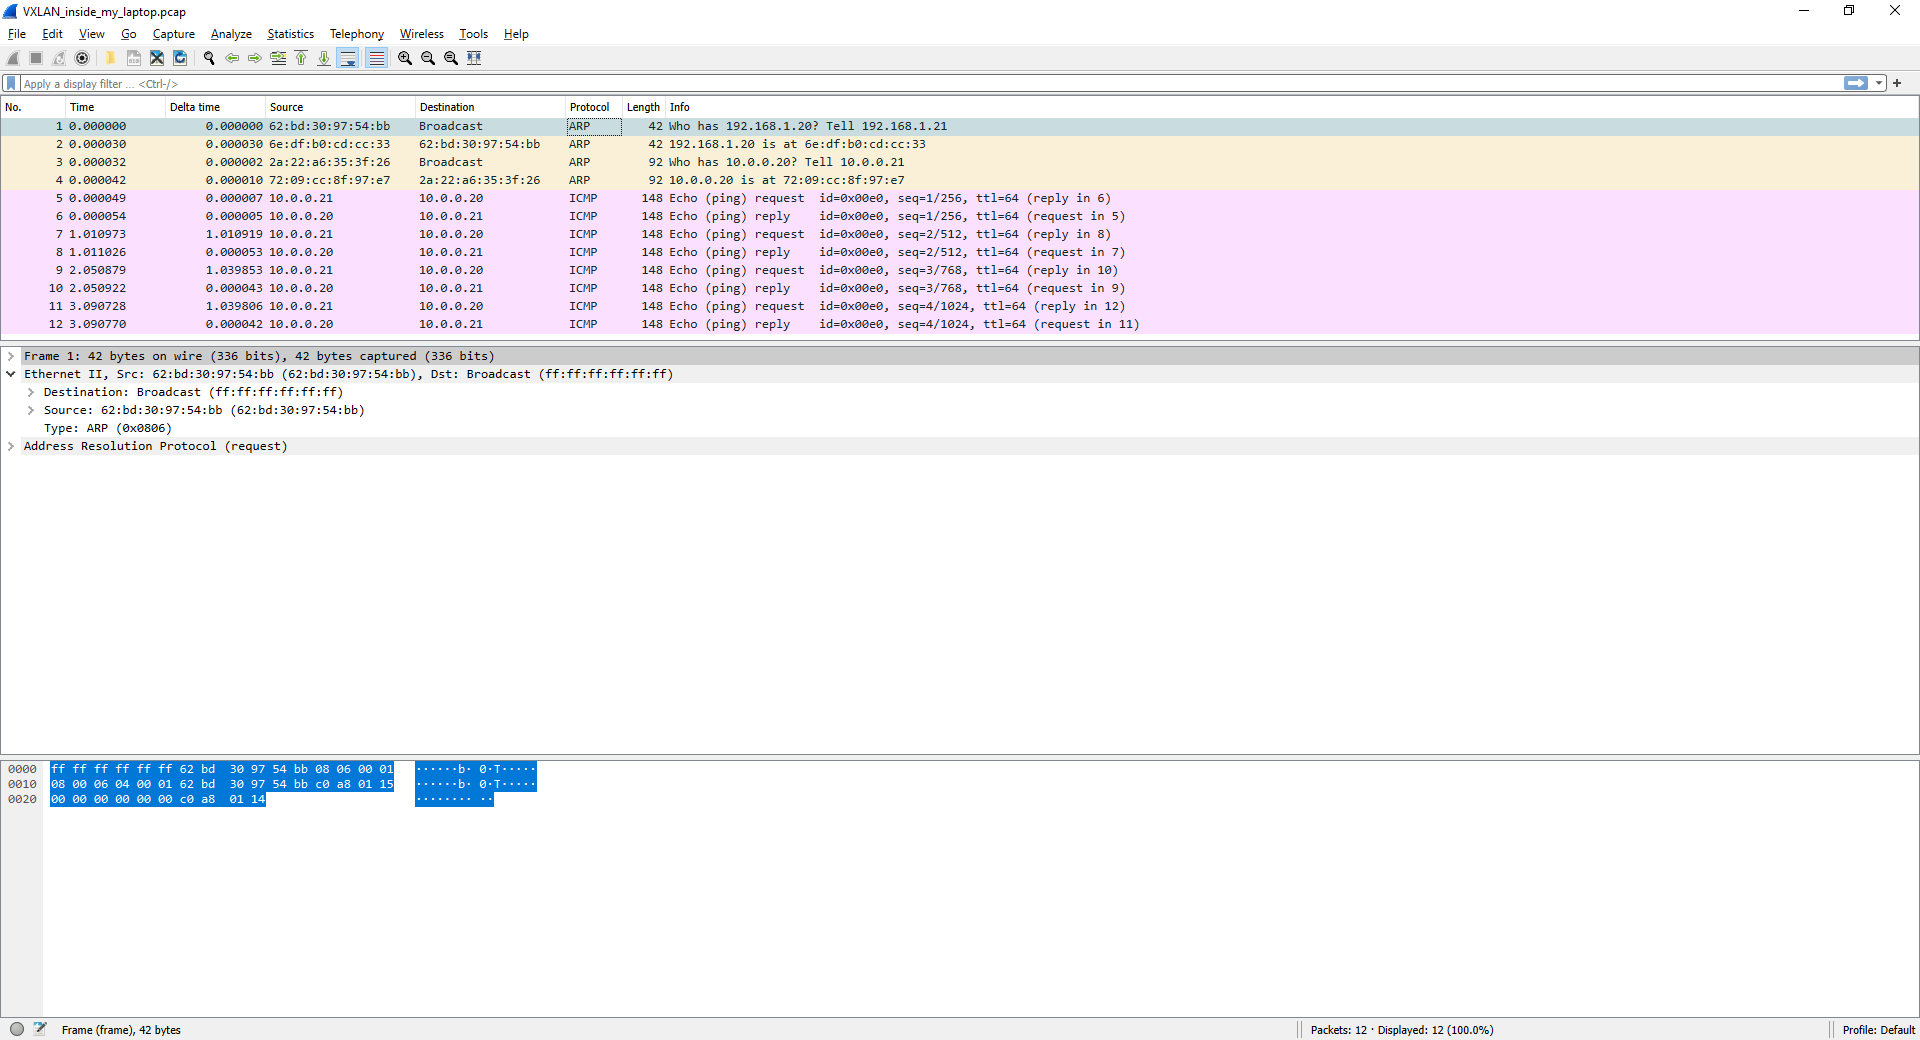 VXLAN_inside_my_laptop.pcap
File Edit View Go Capture Analyze Statistics Telephony Wireless Tools Help
Apply a display filter ... <Ctrl-/>
No. Time Delta time Source Destination Protocol Length Info
1 0.000000 0.000000 62:bd:30:97:54:bb Broadcast ARP 42 Who has 192.168.1.20? Tell 192.168.1.21
2 0.000030 0.000030 6e:df:b0:cd:cc:33 62:bd:30:97:54:bb ARP 42 192.168.1.20 is at 6e:df:b0:cd:cc:33
3 0.000032 0.000002 2a:22:a6:35:3f:26 Broadcast ARP 92 Who has 10.0.0.20? Tell 10.0.0.21
4 0.000042 0.000010 72:09:cc:8f:97:e7 2a:22:a6:35:3f:26 ARP 92 10.0.0.20 is at 72:09:cc:8f:97:e7
5 0.000049 0.000007 10.0.0.21 10.0.0.20 ICMP 148 Echo (ping) request id=0x00e0, seq=1/256, ttl=64 (reply in 6)
6 0.000054 0.000005 10.0.0.20 10.0.0.21 ICMP 148 Echo (ping) reply id=0x00e0, seq=1/256, ttl=64 (request in 5)
7 1.010973 1.010919 10.0.0.21 10.0.0.20 ICMP 148 Echo (ping) request id=0x00e0, seq=2/512, ttl=64 (reply in 8)
8 1.011026 0.000053 10.0.0.20 10.0.0.21 ICMP 148 Echo (ping) reply id=0x00e0, seq=2/512, ttl=64 (request in 7)
9 2.050879 1.039853 10.0.0.21 10.0.0.20 ICMP 148 Echo (ping) request id=0x00e0, seq=3/768, ttl=64 (reply in 10)
10 2.050922 0.000043 10.0.0.20 10.0.0.21 ICMP 148 Echo (ping) reply id=0x00e0, seq=3/768, ttl=64 (request in 9)
11 3.090728 1.039806 10.0.0.21 10.0.0.20 ICMP 148 Echo (ping) request id=0x00e0, seq=4/1024, ttl=64 (reply in 12)
12 3.090770 0.000042 10.0.0.20 10.0.0.21 ICMP 148 Echo (ping) reply id=0x00e0, seq=4/1024, ttl=64 (request in 11)
Frame 1: 42 bytes on wire (336 bits), 42 bytes captured (336 bits)
Ethernet II, Src: 62:bd:30:97:54:bb (62:bd:30:97:54:bb), Dst: Broadcast (ff:ff:ff:ff:ff:ff)
Destination: Broadcast (ff:ff:ff:ff:ff:ff)
Source: 62:bd:30:97:54:bb (62:bd:30:97:54:bb)
Type: ARP (0x0806)
Address Resolution Protocol (request)
0000 ff ff ff ff ff ff 62 bd 30 97 54 bb 08 06 00 01 ······b· 0·T·····
0010 08 00 06 04 00 01 62 bd 30 97 54 bb c0 a8 01 15 ······b· 0·T·····
0020 00 00 00 00 00 00 c0 a8 01 14 ········ ··
Frame (frame), 42 bytes
Packets: 12 · Displayed: 12 (100.0%)
Profile: Default